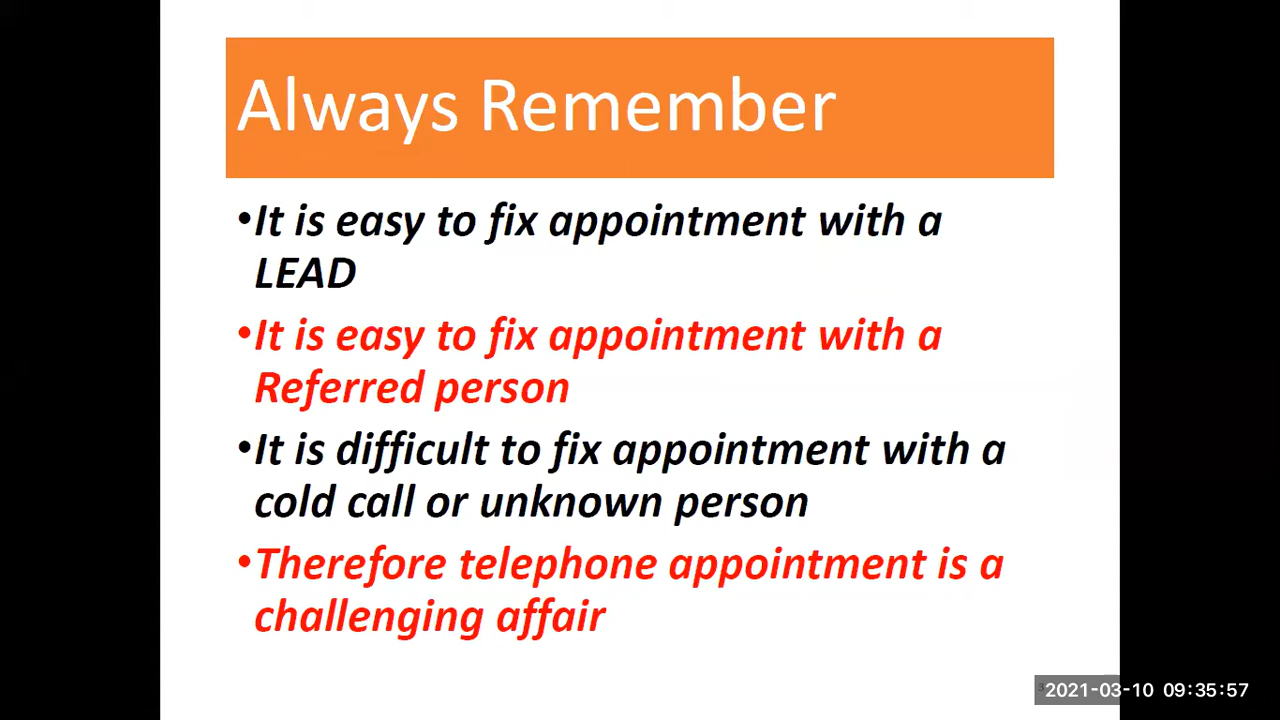 Always Remember
•It is easy to fix appointment with a
LEAD
•It is easy to fix appointment with a
Referred person
•It is difficult to fix appointment with a
cold call or unknown person
•Therefore telephone appointment is a
challenging affair
2021-03-10 09:35:57